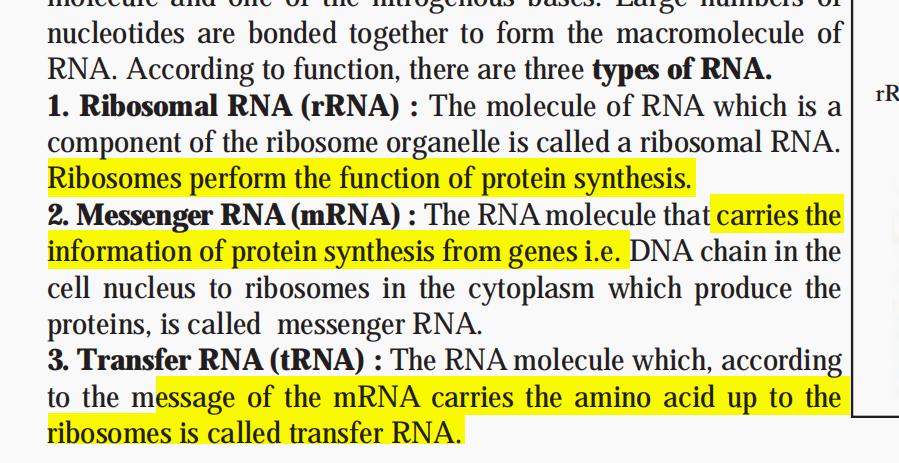 molecule and one of the nitrogenous bases. Large numbers of
nucleotides are bonded together to form the macromolecule of
RNA. According to function, there are three types of RNA.
1. Ribosomal RNA (rRNA) : The molecule of RNA which is a
component of the ribosome organelle is called a ribosomal RNA.
Ribosomes perform the function of protein synthesis.
2. Messenger RNA (mRNA) : The RNA molecule that carries the
information of protein synthesis from genes i.e. DNA chain in the
cell nucleus to ribosomes in the cytoplasm which produce the
proteins, is called messenger RNA.
3. Transfer RNA (tRNA) : The RNA molecule which, according
to the message of the mRNA carries the amino acid up to the
ribosomes is called transfer RNA.